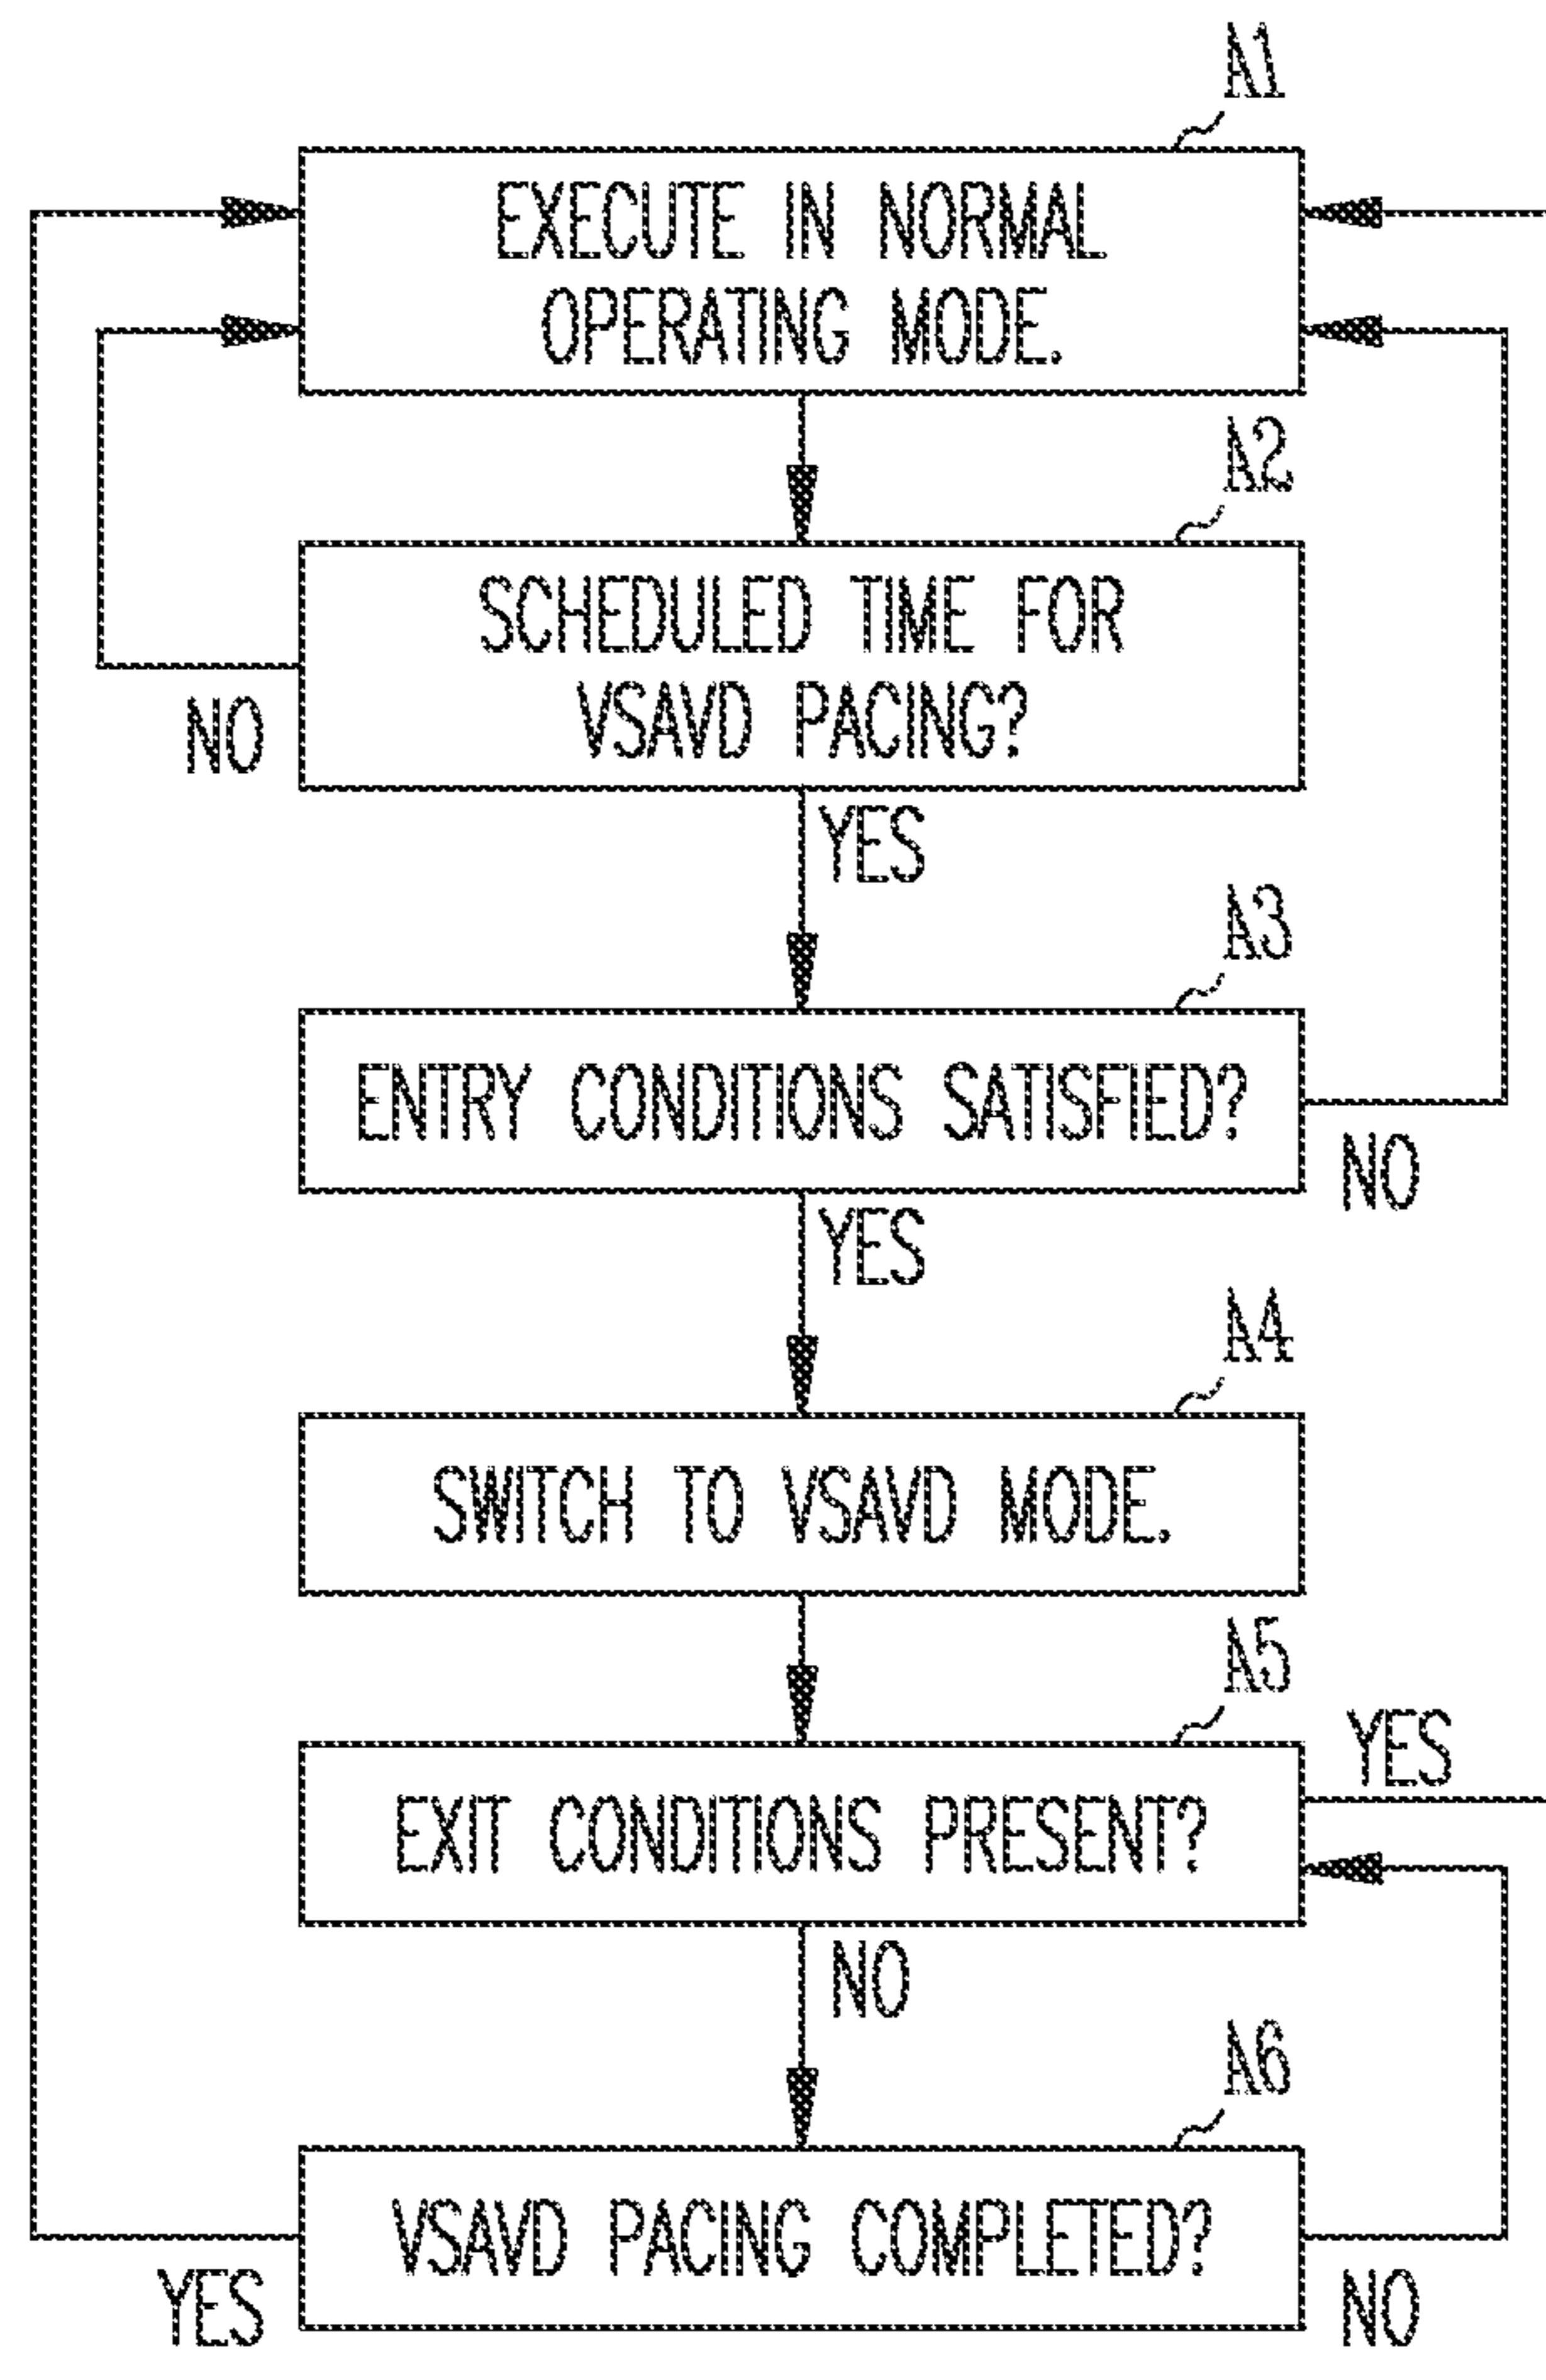 A1
EXECUTE IN NORMAL
OPERATING MODE.
A2
SCHEDULED TIME FOR
VSAVD PACING?
NO
YES
A3
ENTRY CONDITIONS SATISFIED?
NO
YES
A4
SWITCH TO VSAVD MODE.
A5
YES
EXIT CONDITIONS PRESENT?
NO
A6
VSAVD PACING COMPLETED?
YES
NO